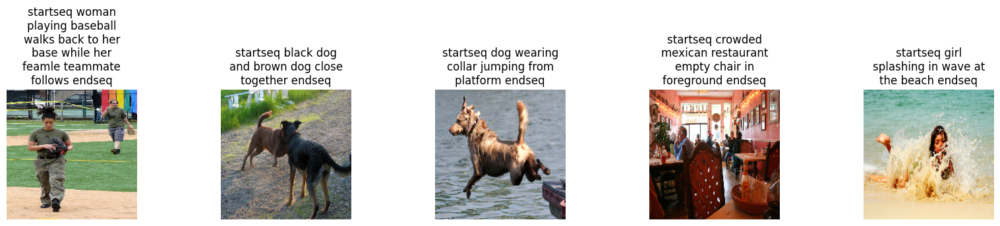 startseq woman
playing baseball
walks back to her
base while her
feamle teammate
follows endseq
startseq black dog
and brown dog close
together endseq
startseq dog wearing
collar jumping from
platform endseq
startseq crowded
mexican restaurant
empty chair in
foreground endseq
startseq girl
splashing in wave at
the beach endseq